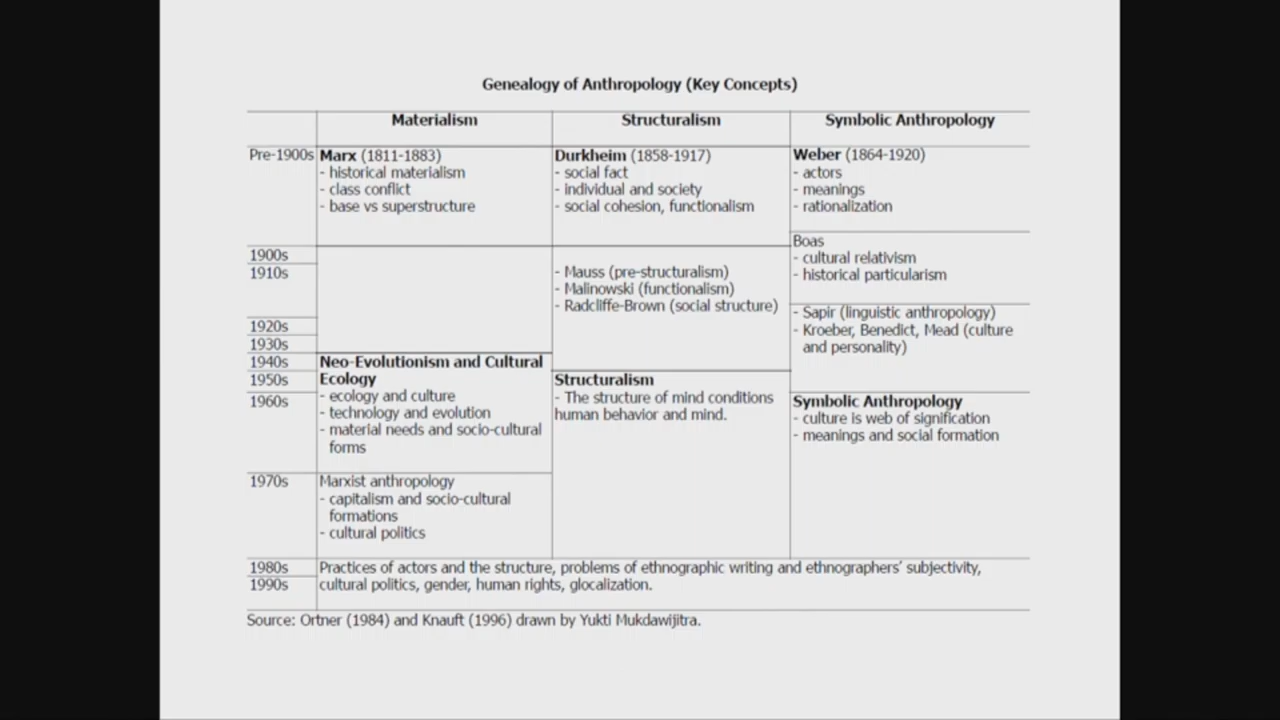 Genealogy of Anthropology (Key Concepts)
Materialism Structuralism Symbolic Anthropology
Pre-1900s Marx (1811-1883)
- historical materialism
- class conflict
- base vs superstructure
Durkheim (1858-1917)
- social fact
- individual and society
- social cohesion, functionalism
Weber (1864-1920)
- actors
- meanings
- rationalization
Boas
- cultural relativism
- historical particularism
1900s
1910s
- Mauss (pre-structuralism)
- Malinowski (functionalism)
- Radcliffe-Brown (social structure)
- Sapir (linguistic anthropology)
- Kroeber, Benedict, Mead (culture
and personality)
1920s
1930s
1940s
1950s
1960s
Neo-Evolutionism and Cultural
Ecology
- ecology and culture
- technology and evolution
- material needs and socio-cultural
forms
Structuralism
- The structure of mind conditions
human behavior and mind.
Symbolic Anthropology
- culture is web of signification
- meanings and social formation
1970s
Marxist anthropology
- capitalism and socio-cultural
formations
- cultural politics
1980s
1990s
Practices of actors and the structure, problems of ethnographic writing and ethnographers' subjectivity,
cultural politics, gender, human rights, glocalization.
Source: Ortner (1984) and Knauft (1996) drawn by Yukti Mukdawijitra.